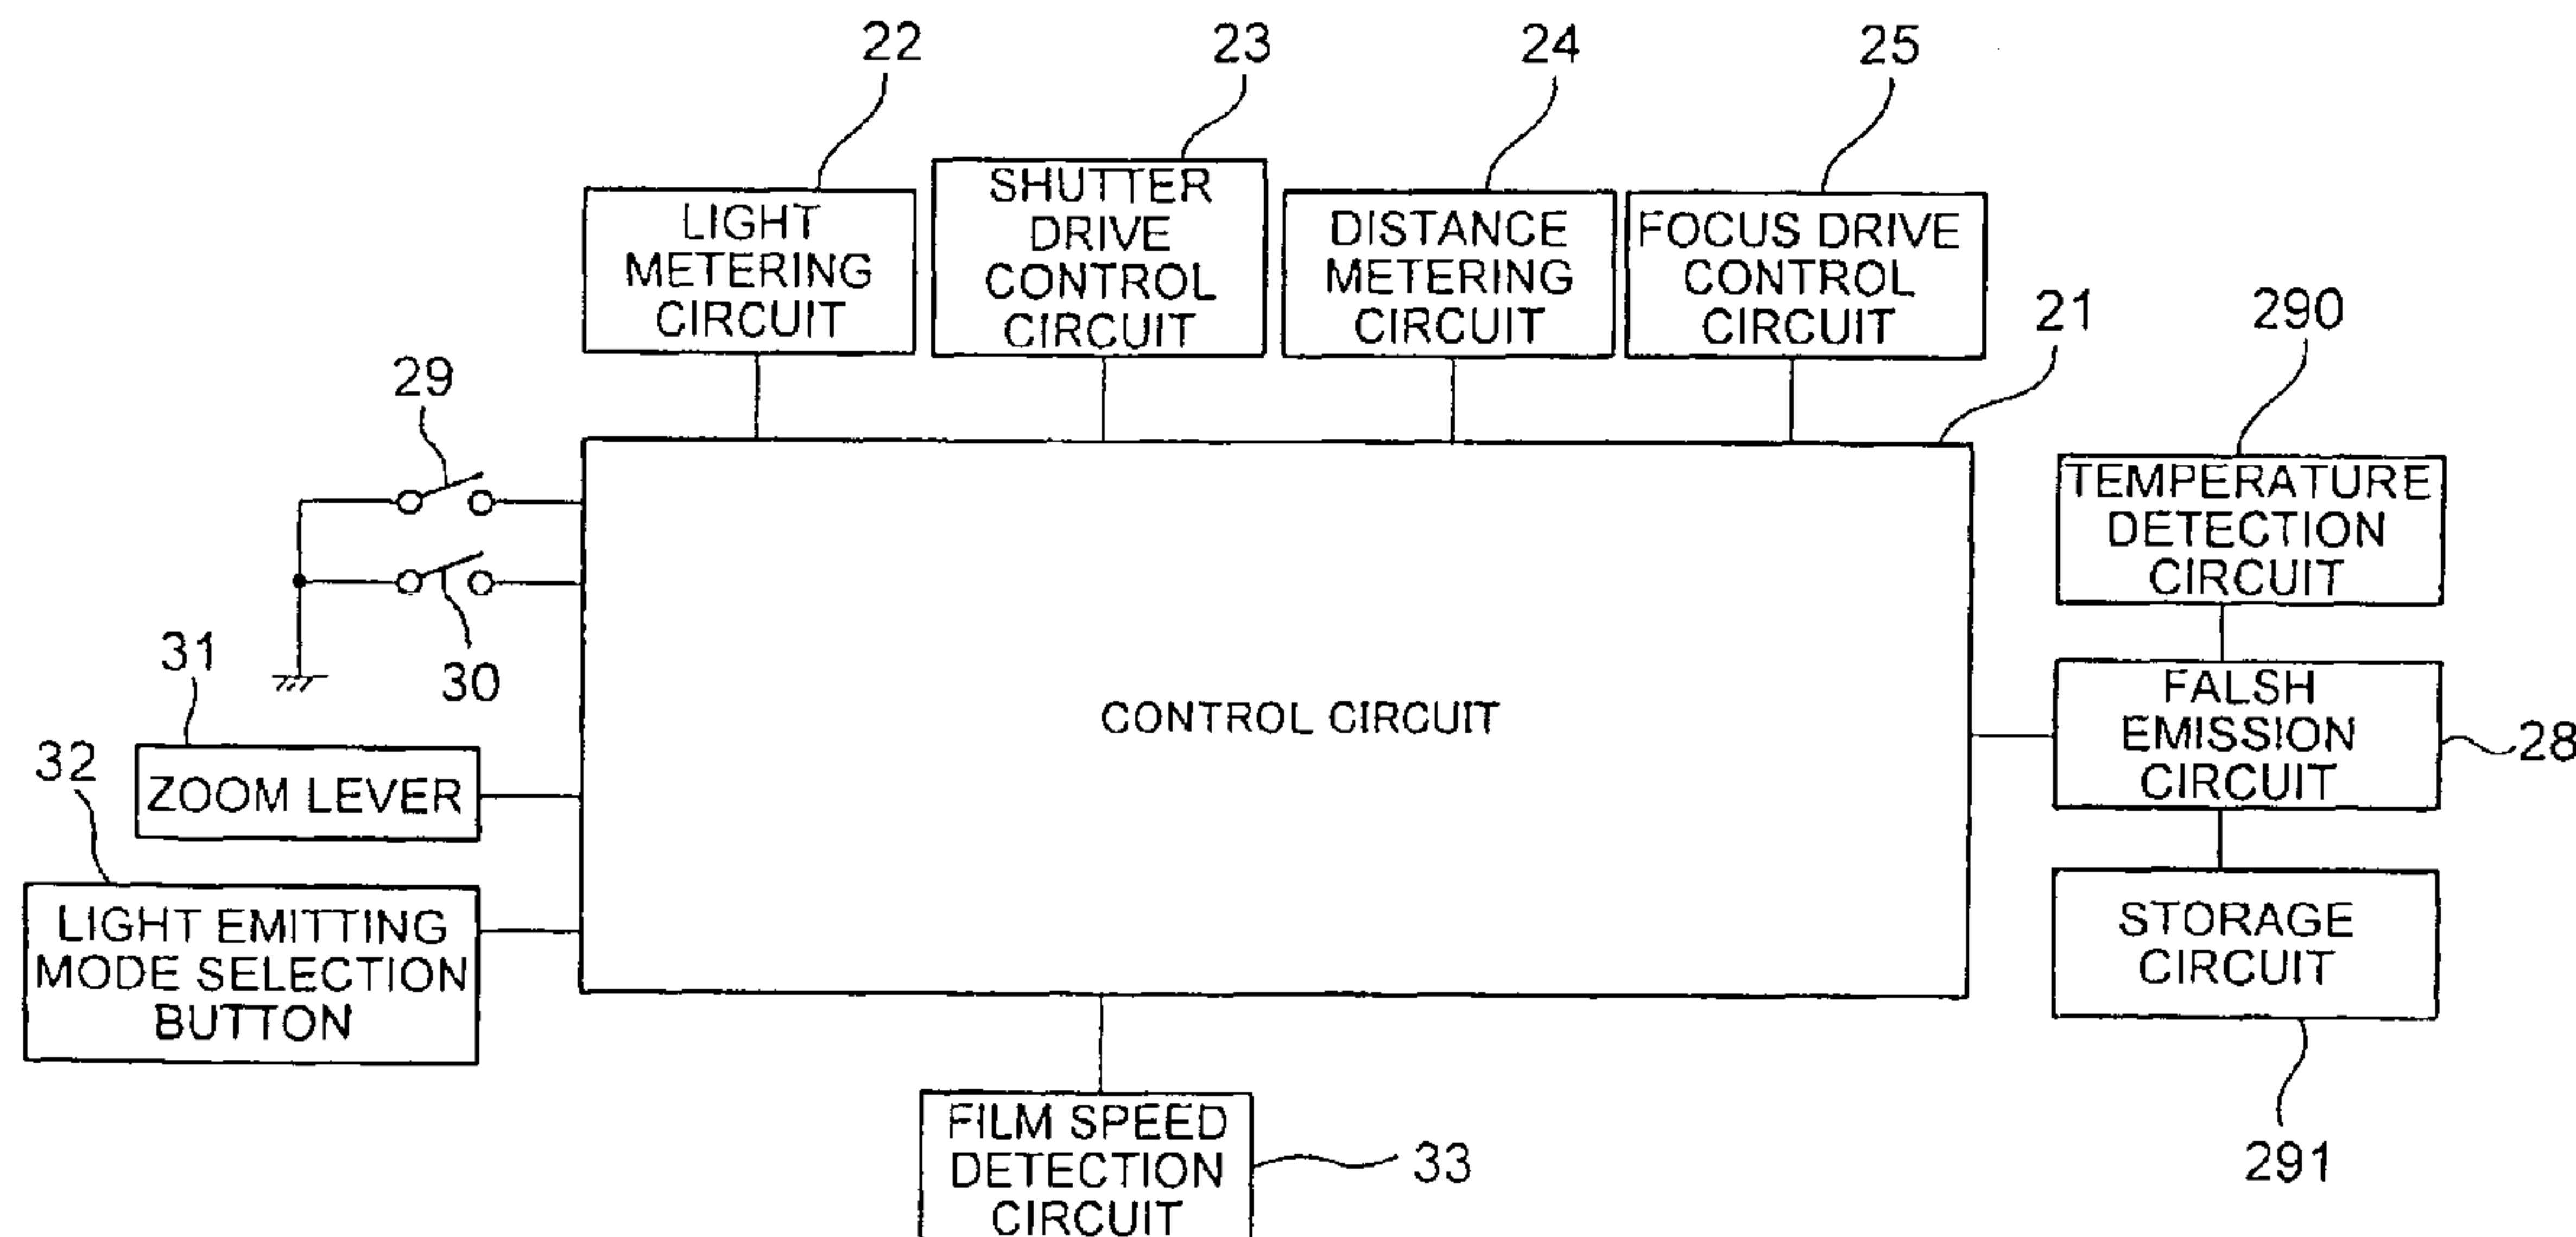 22
23
24
25
LIGHT
METERING
CIRCUIT
SHUTTER
DRIVE
CONTROL
CIRCUIT
DISTANCE
METERING
CIRCUIT
FOCUS DRIVE
CONTROL
CIRCUIT
21
290
29
30
TEMPERATURE
DETECTION
CIRCUIT
31
ZOOM LEVER
32
LIGHT EMITTING
MODE SELECTION
BUTTON
CONTROL CIRCUIT
FALSH
EMISSION
CIRCUIT
28
STORAGE
CIRCUIT
291
FILM SPEED
DETECTION
CIRCUIT
33